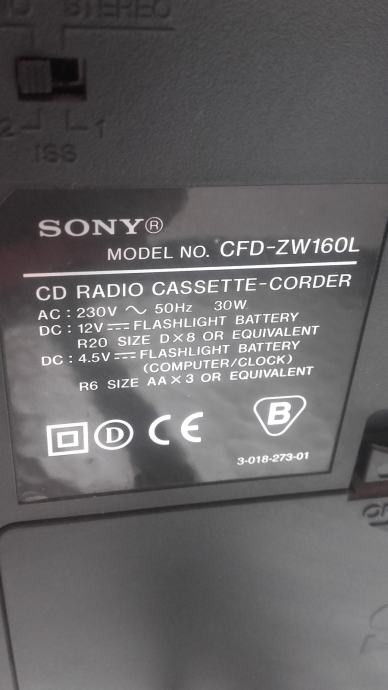 STEREO
2 1
ISS
SONY®
MODEL NO. CFD-ZW160L
CD RADIO CASSETTE-CORDER
AC : 230V ～ 50Hz 30W
DC : 12V ⎓ FLASHLIGHT BATTERY
R20 SIZE D×8 OR EQUIVALENT
DC : 4.5V ⎓ FLASHLIGHT BATTERY
(COMPUTER/CLOCK)
R6 SIZE AA×3 OR EQUIVALENT
D CE B
3-018-273-01